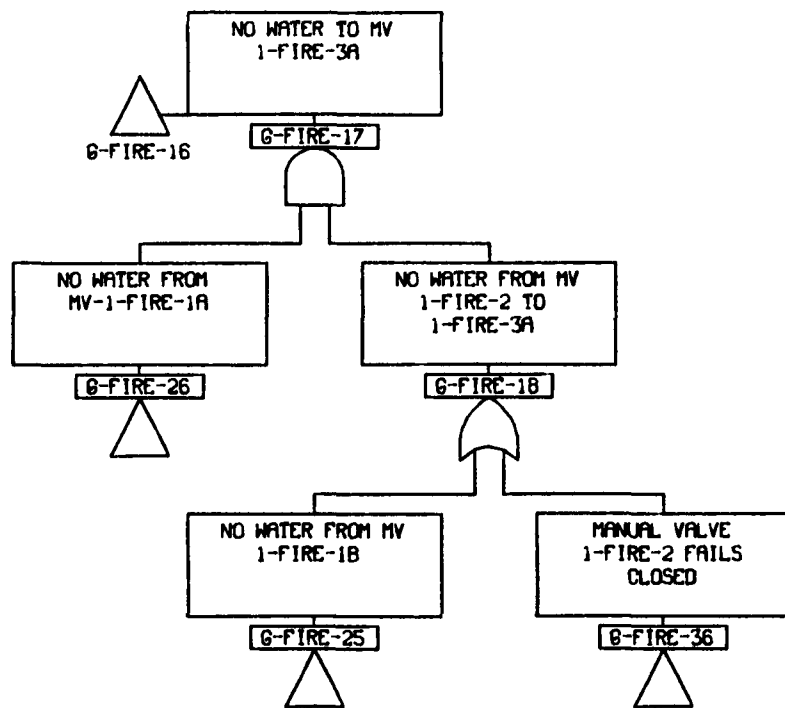 NO WATER TO MV
1-FIRE-3A
G-FIRE-16
G-FIRE-17
NO WATER FROM
MV-1-FIRE-1A
G-FIRE-26
NO WATER FROM MV
1-FIRE-2 TO
1-FIRE-3A
G-FIRE-18
NO WATER FROM MV
1-FIRE-1B
G-FIRE-25
MANUAL VALVE
1-FIRE-2 FAILS
CLOSED
G-FIRE-36